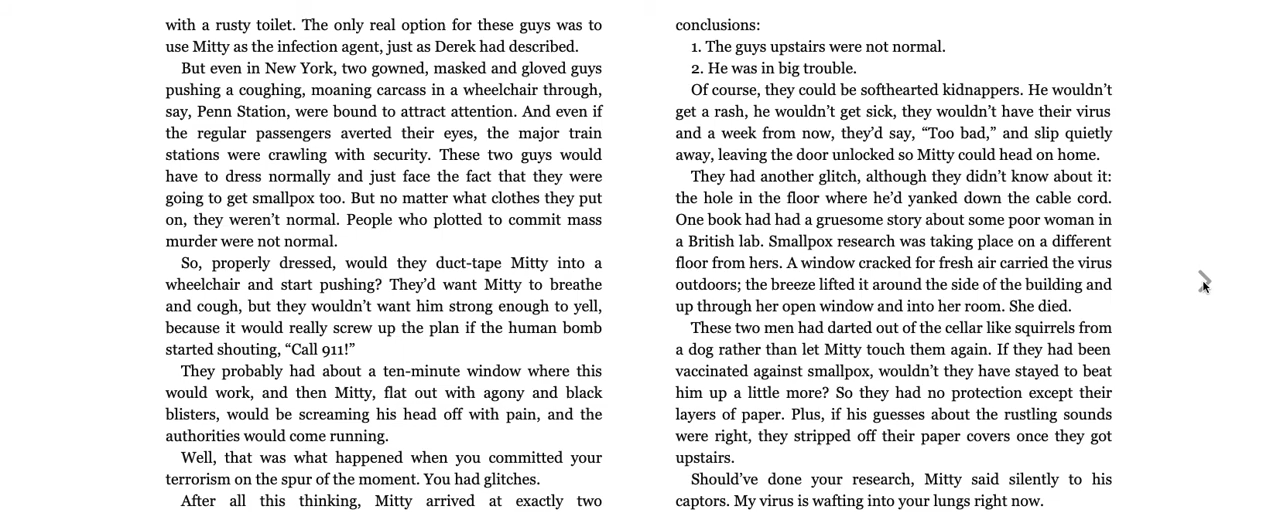 with a rusty toilet. The only real option for these guys was to
use Mitty as the infection agent, just as Derek had described.
But even in New York, two gowned, masked and gloved guys
pushing a coughing, moaning carcass in a wheelchair through,
say, Penn Station, were bound to attract attention. And even if
the regular passengers averted their eyes, the major train
stations were crawling with security. These two guys would
have to dress normally and just face the fact that they were
going to get smallpox too. But no matter what clothes they put
on, they weren’t normal. People who plotted to commit mass
murder were not normal.
So, properly dressed, would they duct-tape Mitty into a
wheelchair and start pushing? They’d want Mitty to breathe
and cough, but they wouldn’t want him strong enough to yell,
because it would really screw up the plan if the human bomb
started shouting, “Call 911!”
They probably had about a ten-minute window where this
would work, and then Mitty, flat out with agony and black
blisters, would be screaming his head off with pain, and the
authorities would come running.
Well, that was what happened when you committed your
terrorism on the spur of the moment. You had glitches.
After all this thinking, Mitty arrived at exactly two
conclusions:
1. The guys upstairs were not normal.
2. He was in big trouble.
Of course, they could be softhearted kidnappers. He wouldn’t
get a rash, he wouldn’t get sick, they wouldn’t have their virus
and a week from now, they’d say, “Too bad,” and slip quietly
away, leaving the door unlocked so Mitty could head on home.
They had another glitch, although they didn’t know about it:
the hole in the floor where he’d yanked down the cable cord.
One book had had a gruesome story about some poor woman in
a British lab. Smallpox research was taking place on a different
floor from hers. A window cracked for fresh air carried the virus
outdoors; the breeze lifted it around the side of the building and
up through her open window and into her room. She died.
These two men had darted out of the cellar like squirrels from
a dog rather than let Mitty touch them again. If they had been
vaccinated against smallpox, wouldn’t they have stayed to beat
him up a little more? So they had no protection except their
layers of paper. Plus, if his guesses about the rustling sounds
were right, they stripped off their paper covers once they got
upstairs.
Should’ve done your research, Mitty said silently to his
captors. My virus is wafting into your lungs right now.